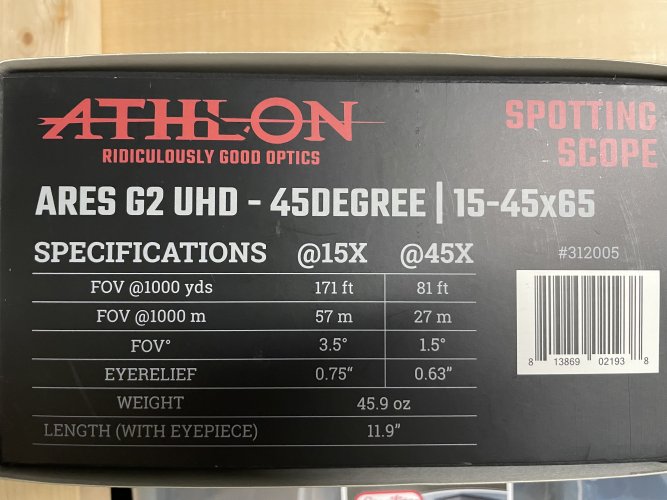 ATHLON
RIDICULOUSLY GOOD OPTICS
SPOTTING
SCOPE
ARES G2 UHD - 45DEGREE | 15-45x65
SPECIFICATIONS @15X @45X
#312005
FOV @1000 yds 171 ft 81 ft
FOV @1000 m 57 m 27 m
FOV° 3.5° 1.5°
EYERELIEF 0.75“ 0.63”
WEIGHT 45.9 oz
LENGTH (WITH EYEPIECE) 11.9”
8 13869 02193 8